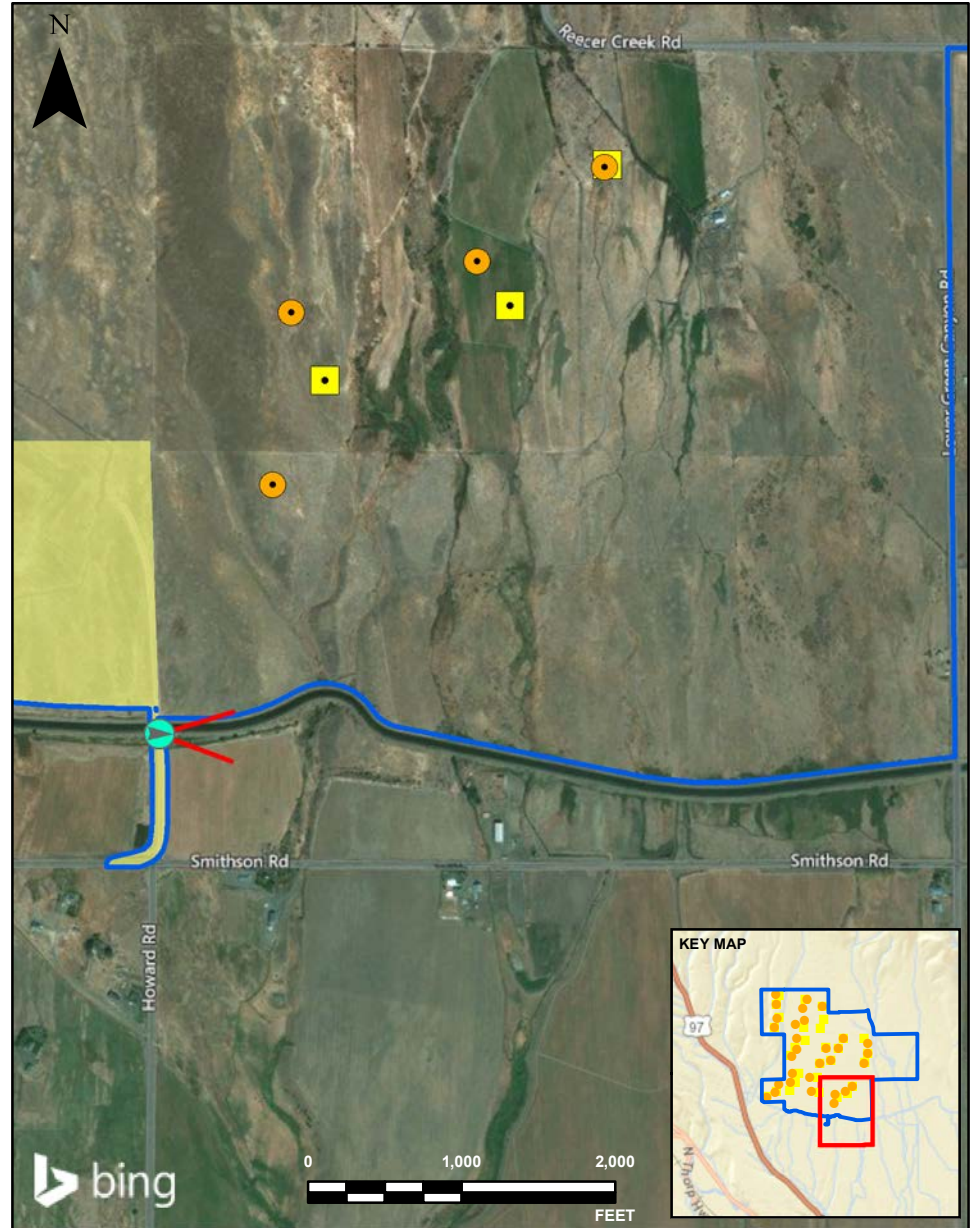 N
Reecer Creek Rd
Lower Green Canyon Rd
Smithson Rd
Smithson Rd
Howard Rd
KEY MAP
97
N Thorp Hw
bing
0
1,000
2,000
FEET